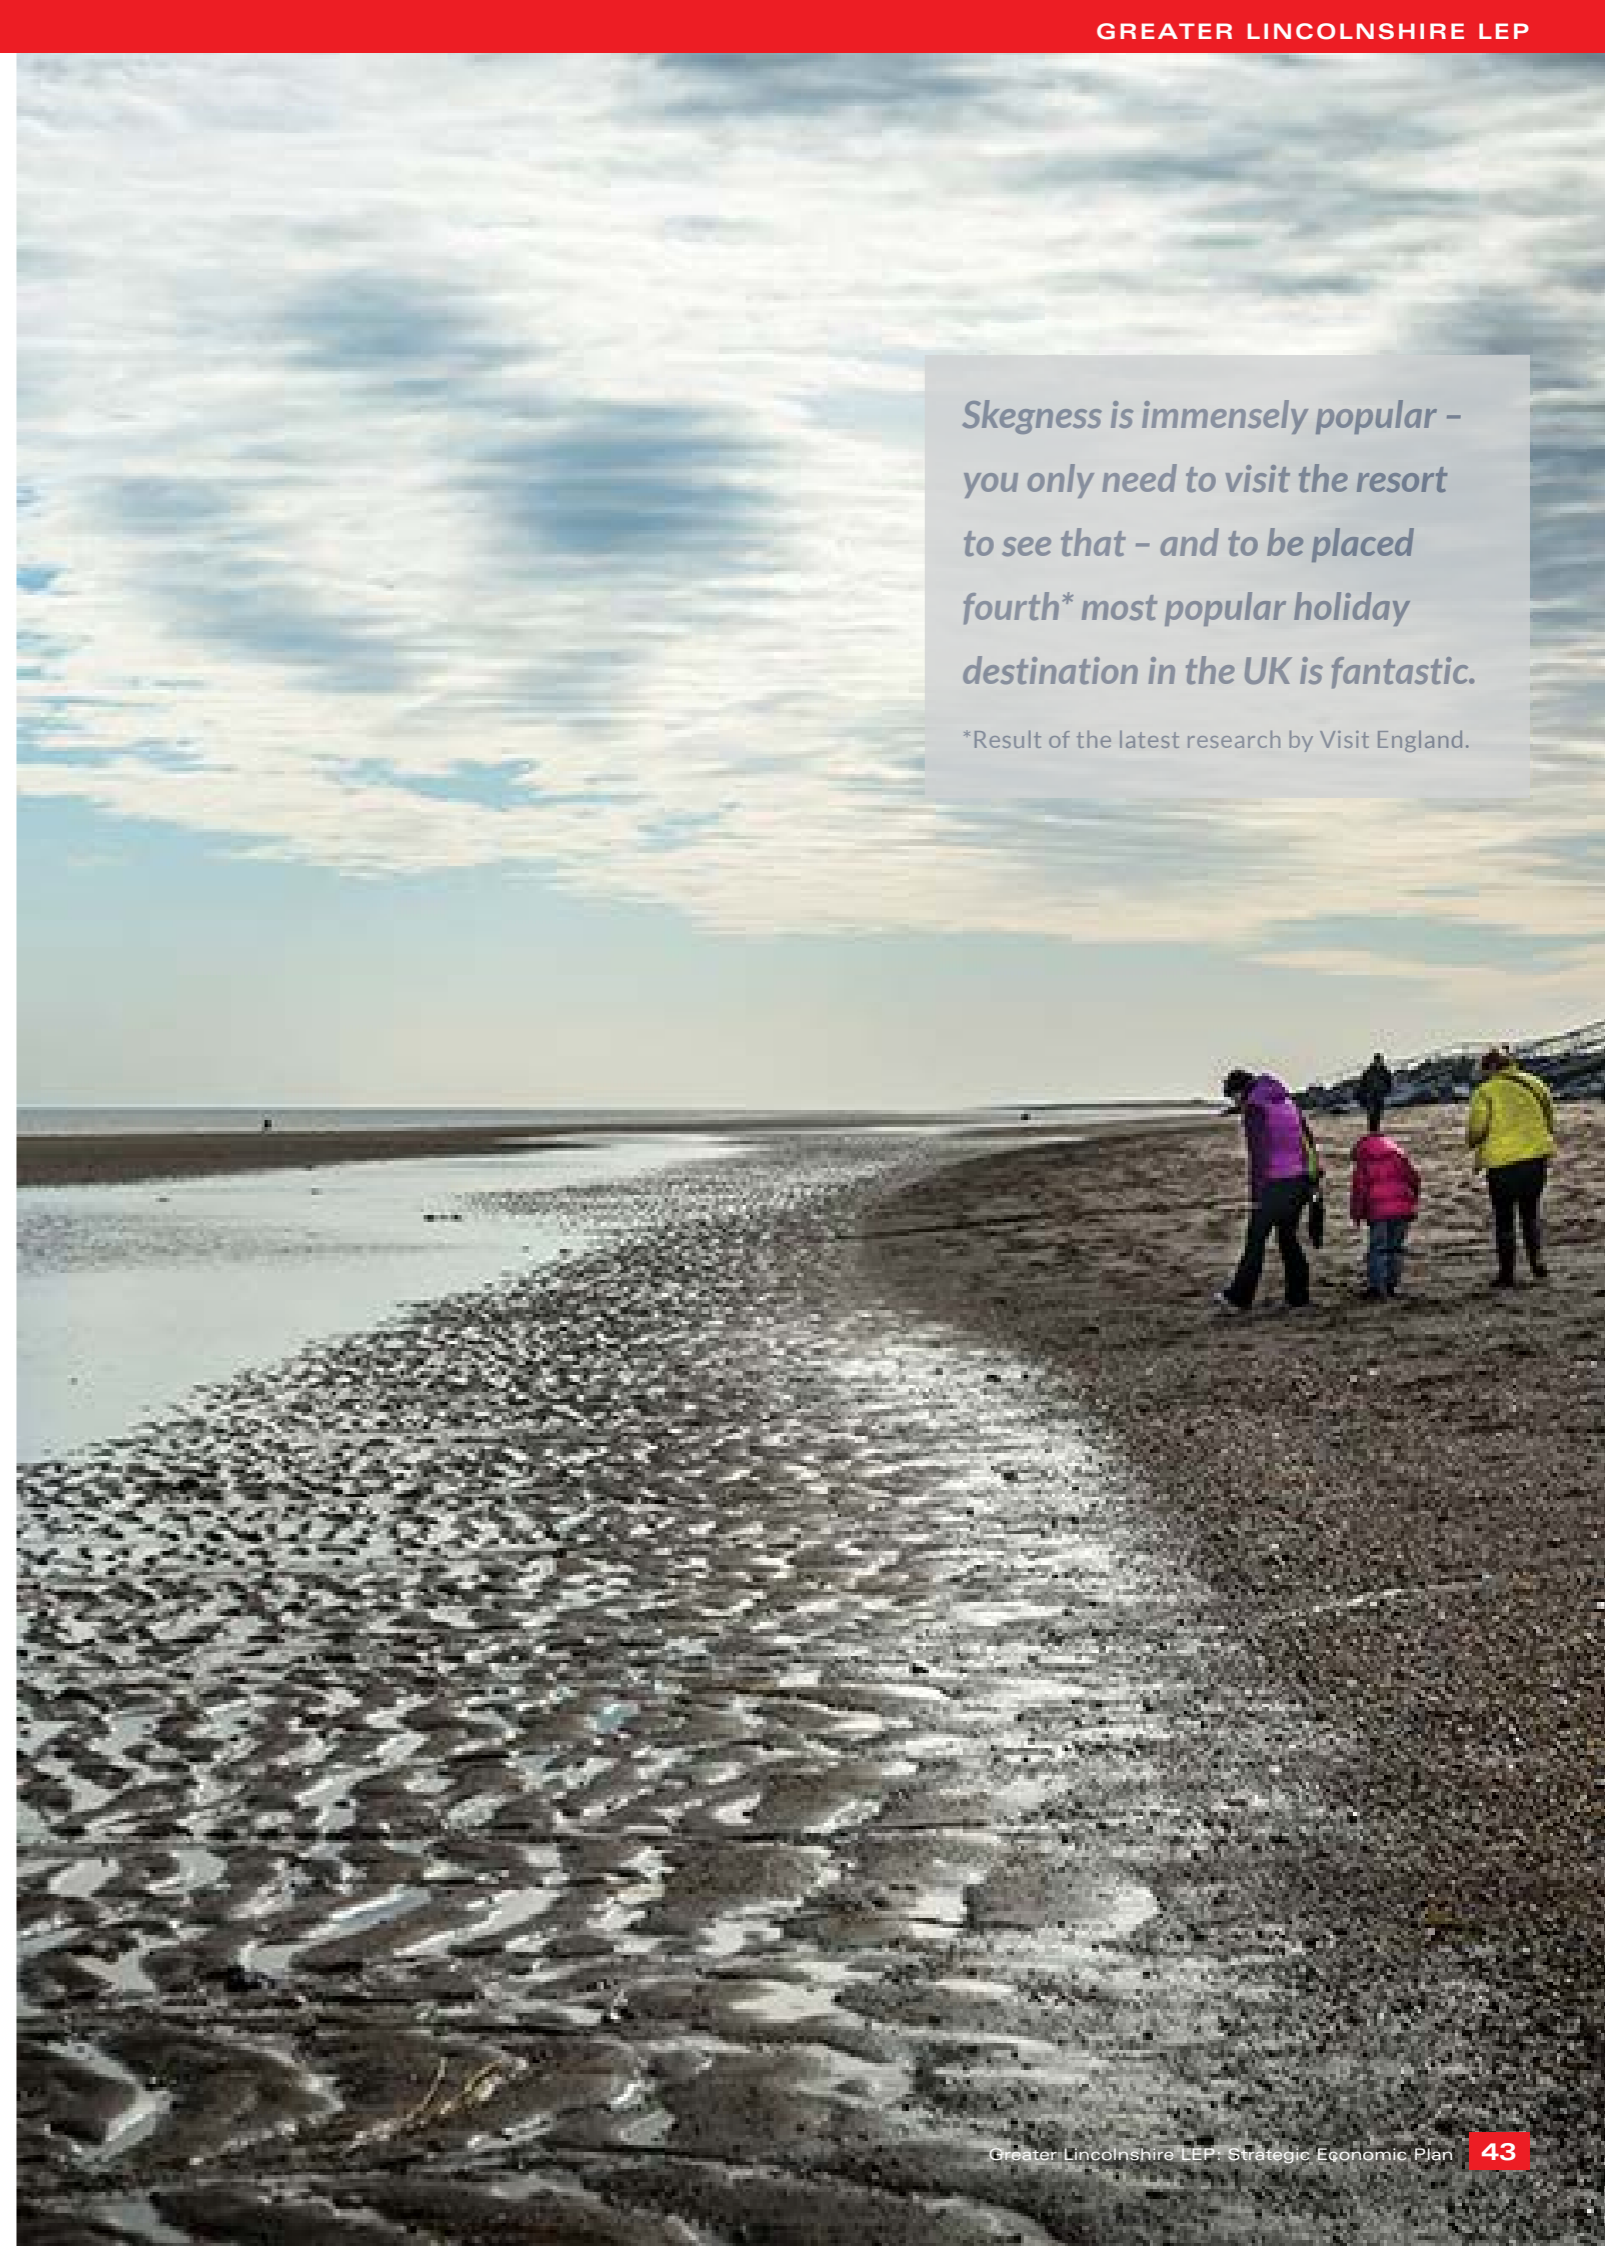 GREATER LINCOLNSHIRE LEP
Skegness is immensely popular –
you only need to visit the resort
to see that – and to be placed
fourth* most popular holiday
destination in the UK is fantastic.
*Result of the latest research by Visit England.
Greater Lincolnshire LEP: Strategic Economic Plan 43